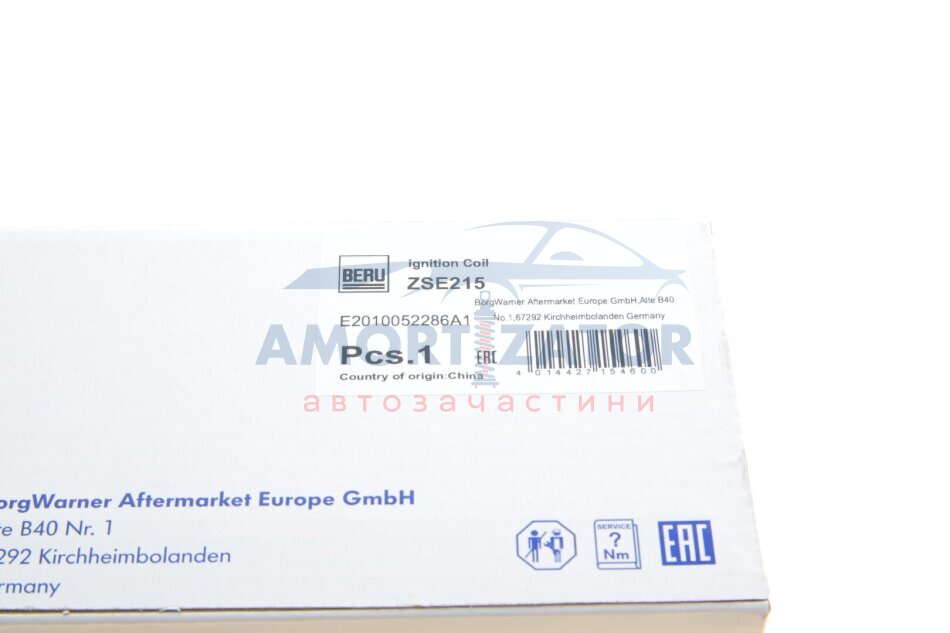 BERU
Ignition Coil
ZSE215
BorgWarner Aftermarket Europe GmbH,Alte B40
No.1,67292 Kirchheimbolanden Germany
E2010052286A1
AMORTIZATOR
Pcs.1
EAC
4 014427 154600
Country of origin:China
автозачастини
orgWarner Aftermarket Europe GmbH
te B40 Nr. 1
292 Kirchheimbolanden
rmany
SERVICE
?
Nm
EAC